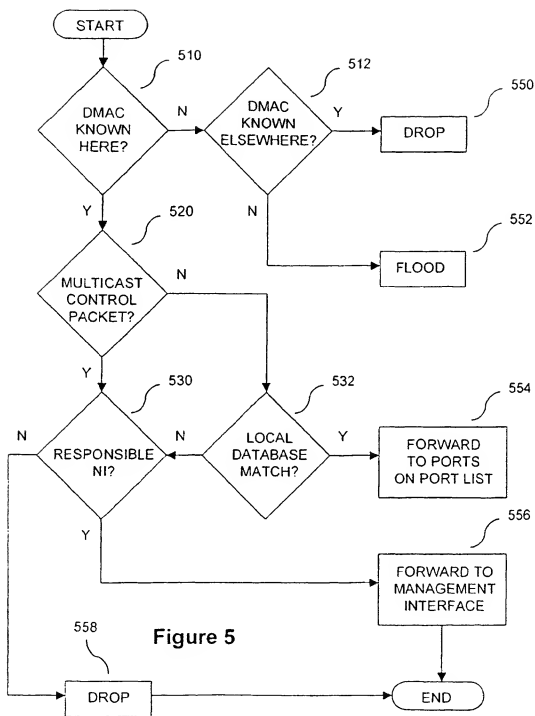 START
510
512
550
DMAC
KNOWN
HERE?
N
DMAC
KNOWN
ELSEWHERE?
Y
DROP
Y
N
520
552
MULTICAST
CONTROL
PACKET?
N
FLOOD
Y
530
532
554
N
RESPONSIBLE
NI?
N
LOCAL
DATABASE
MATCH?
Y
FORWARD
TO PORTS
ON PORT LIST
Y
556
FORWARD TO
MANAGEMENT
INTERFACE
Figure 5
558
DROP
END